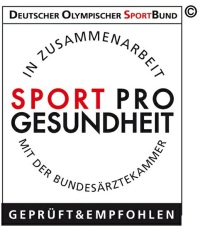 DEUTSCHER OLYMPISCHER SPORTBUND
©
IN ZUSAMMENARBEIT
SPORT PRO
GESUNDHEIT
MIT DER BUNDESÄRZTEKAMMER
GEPRÜFT&EMPFOHLEN